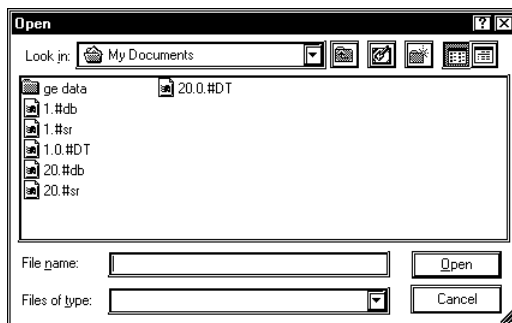 Open
Look in: My Documents
ge data
1.#db
1.#sr
1.0.#DT
20.#db
20.#sr
20.0.#DT
File name:
Open
Files of type:
Cancel